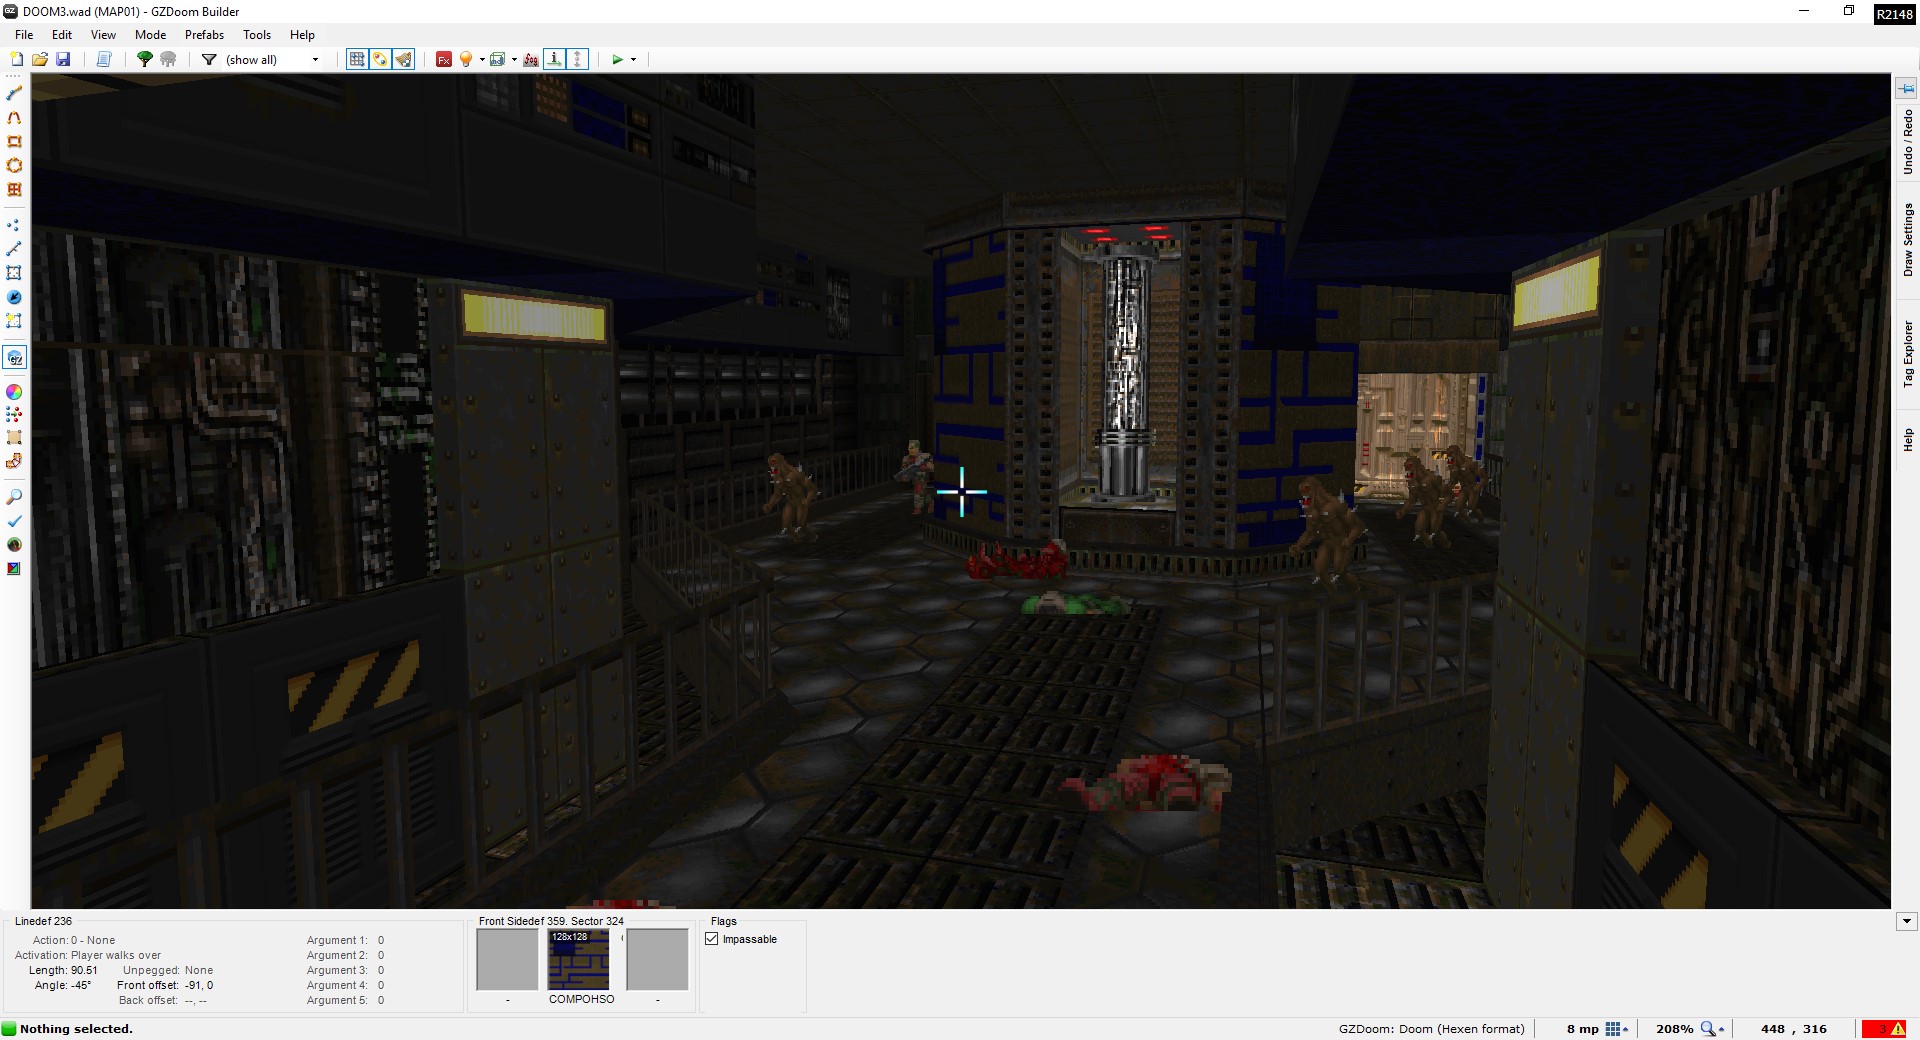 DOOM3.wad (MAP01) - GZDoom Builder
R2148
File Edit View Mode Prefabs Tools Help
(show all)
Fx
GZ
Undo / Redo
Draw Settings
Tag Explorer
Help
Linedef 236
Action: 0 - None
Activation: Player walks over
Length: 90.51 Unpegged: None
Angle: -45° Front offset: -91, 0
Back offset: --, --
Argument 1: 0
Argument 2: 0
Argument 3: 0
Argument 4: 0
Argument 5: 0
Front Sidedef 359. Sector 324
128x128
- COMPOHSO -
Flags
Impassable
Nothing selected.
GZDoom: Doom (Hexen format) 8 mp 208% 448 , 316 3